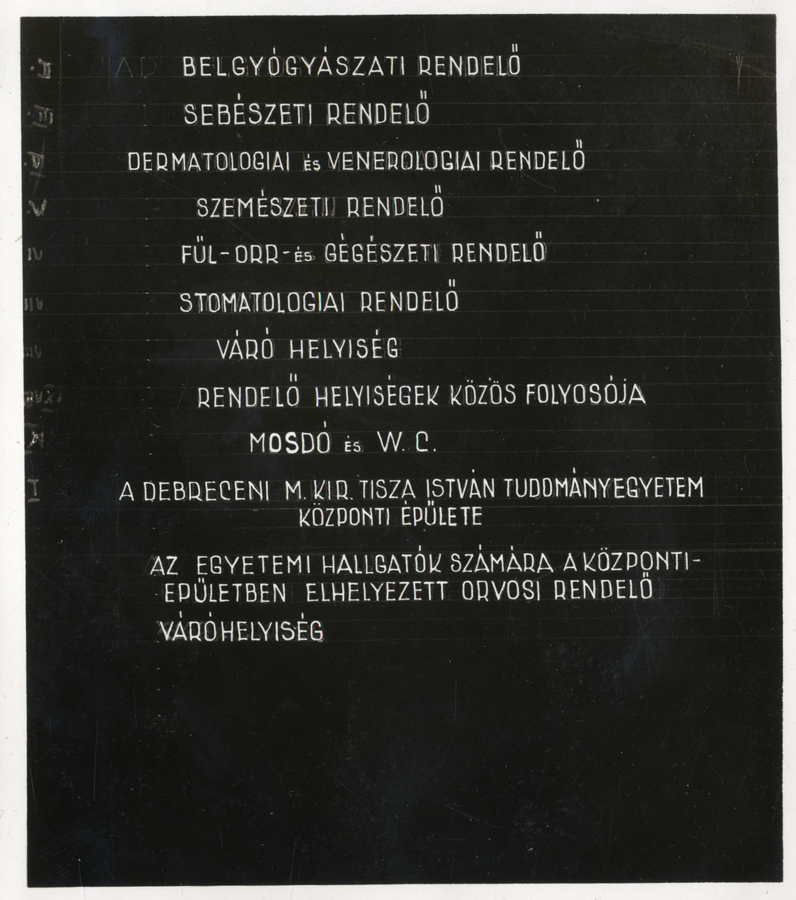 BELGYÓGYÁSZATI RENDELŐ
SEBÉSZETI RENDELŐ
DERMATOLOGIAI és VENEROLOGIAI RENDELŐ
SZEMÉSZETI RENDELŐ
FÜL-ORR-és GÉGÉSZETI RENDELŐ
STOMATOLOGIAI RENDELŐ
VÁRÓ HELYISÉG
RENDELŐ HELYISÉGEK KÖZÖS FOLYOSÓJA
MOSDÓ és W. C.
A DEBRECENI M. KIR. TISZA ISTVÁN TUDOMÁNYEGYETEM
KÖZPONTI ÉPÜLETE
AZ EGYETEMI HALLGATÓK SZÁMÁRA A KÖZPONTI-
EPÜLETBEN ELHELYEZETT ORVOSI RENDELŐ
VÁRÓHELYISÉG